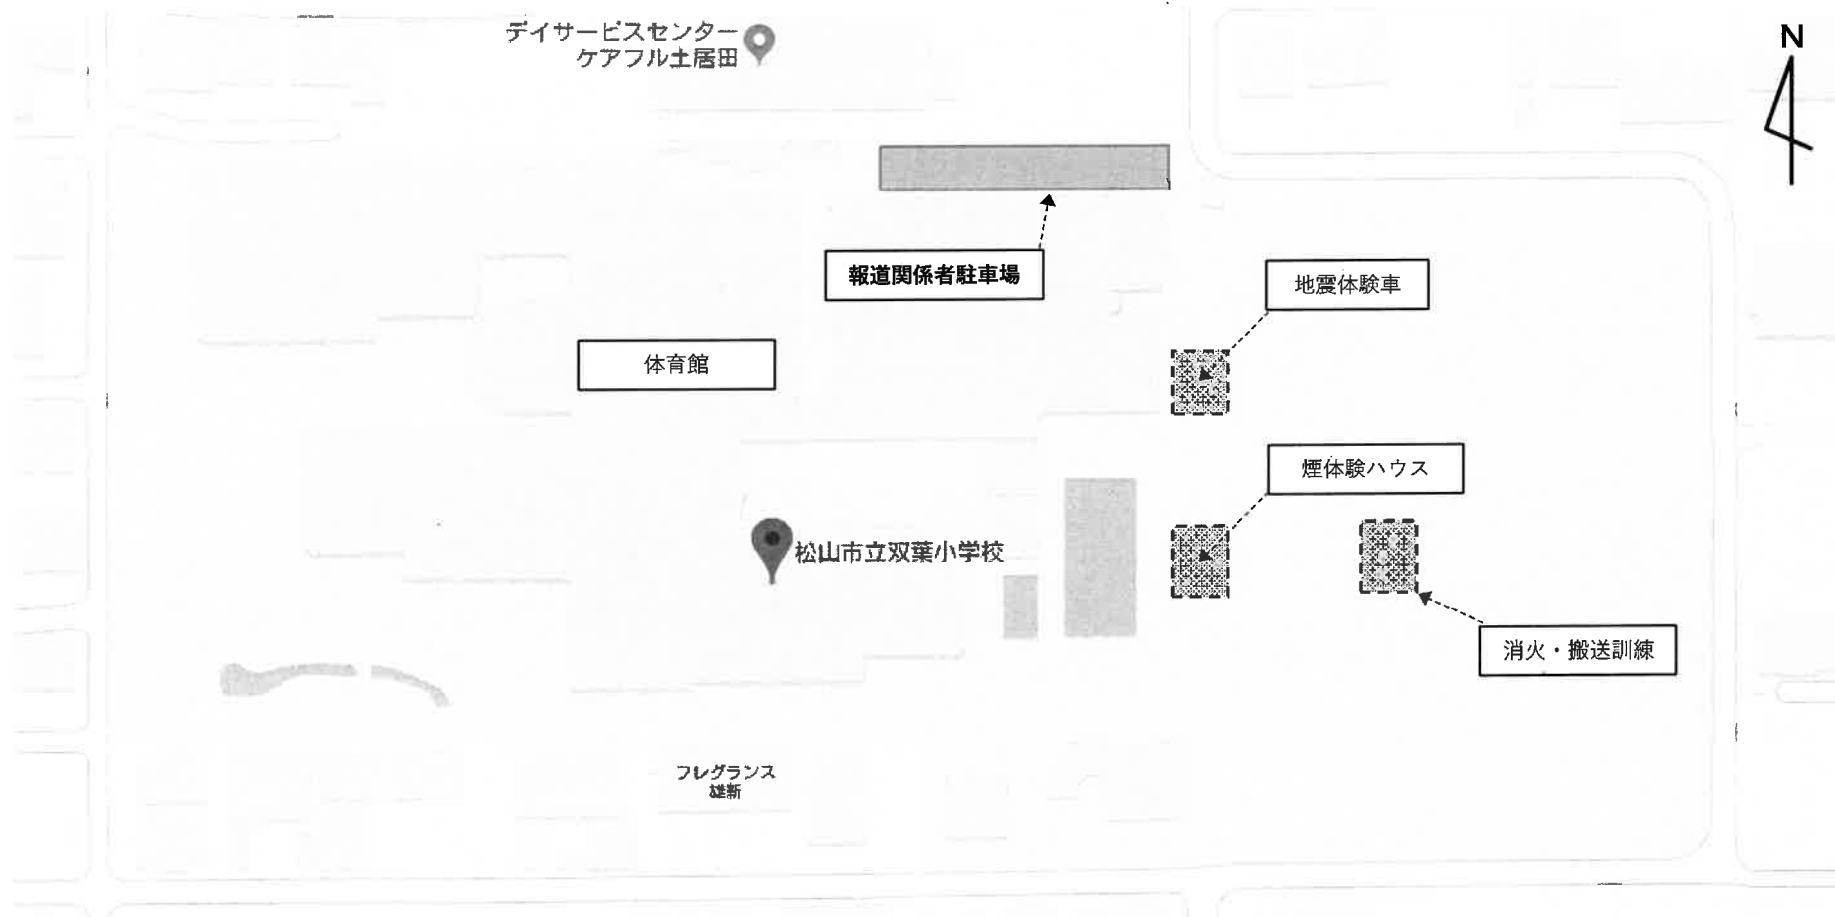 デイサービスセンター
ケアフル土居田
N
報道関係者駐車場
地震体験車
体育館
煙体験ハウス
松山市立双葉小学校
消火・搬送訓練
フレグランス
雄新